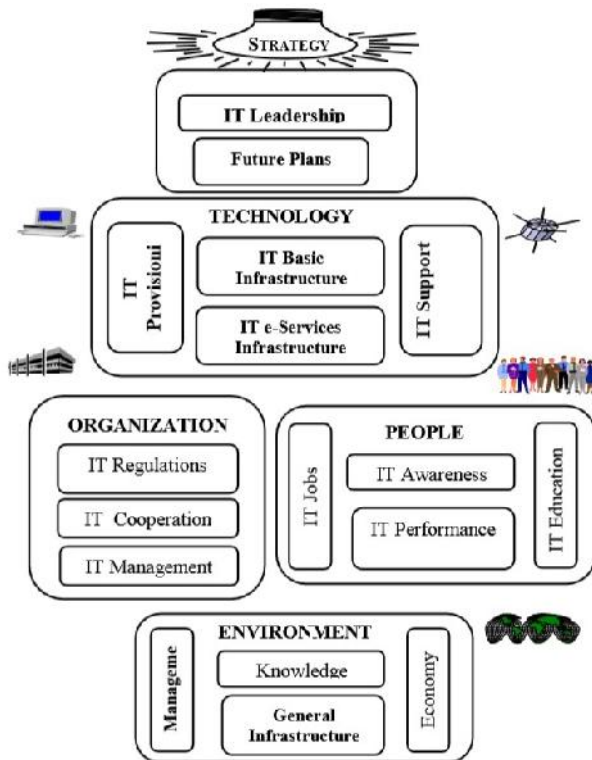 STRATEGY
IT Leadership
Future Plans
TECHNOLOGY
IT
Provisioni
IT Basic
Infrastructure
IT e-Services
Infrastructure
IT Support
ORGANIZATION
IT Regulations
IT Cooperation
IT Management
PEOPLE
IT Jobs
IT Awareness
IT Performance
IT Education
ENVIRONMENT
Manageme
Knowledge
General
Infrastructure
Economy